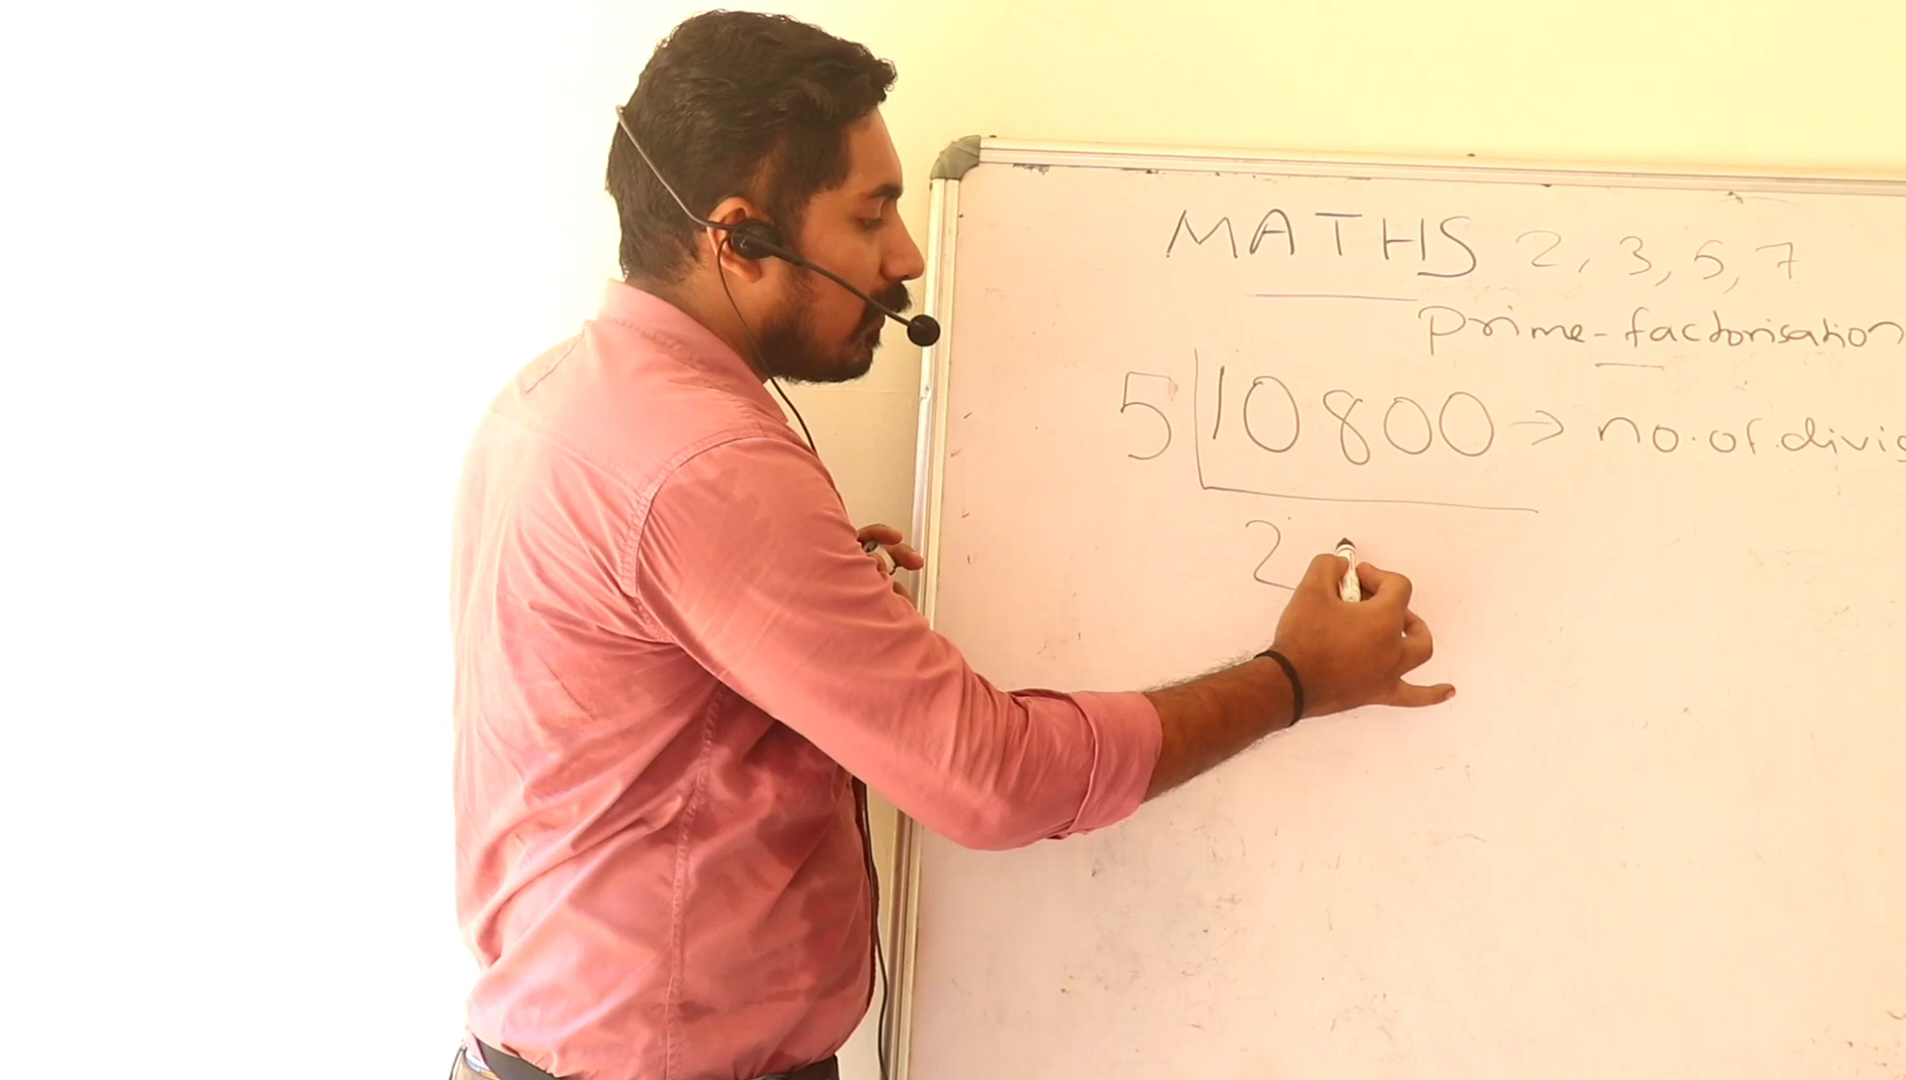 MATHS 2, 3, 5, 7
Prime-factorisation
5 10800 → no.of.divis
2